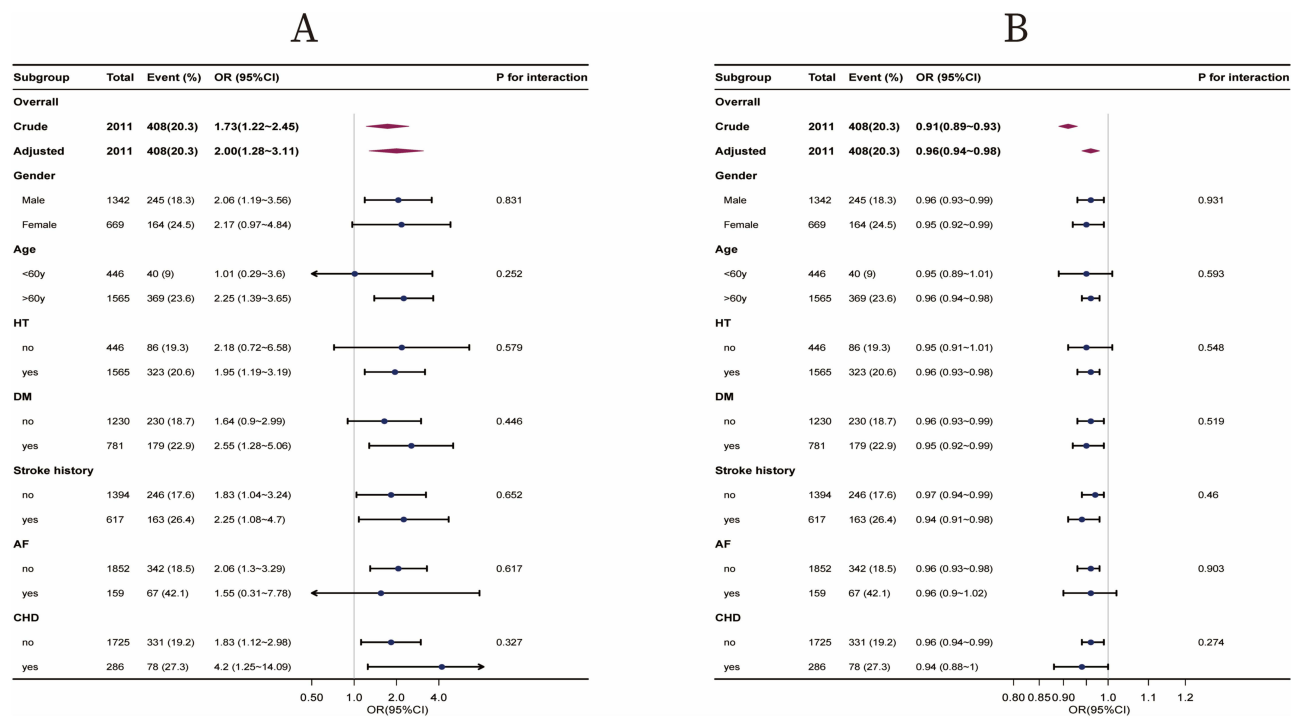 A
Subgroup Total Event (%) OR (95%CI) P for interaction
Overrall
Crude 2011 408(20.3) 1.73(1.22~2.45)
Adjusted 2011 408(20.3) 2.00(1.28~3.11)
Gender
Male 1342 245 (18.3) 2.06 (1.19~3.56) 0.831
Female 669 164 (24.5) 2.17 (0.97~4.84)
Age
<60y 446 40 (9) 1.01 (0.29~3.6) 0.252
>60y 1565 369 (23.6) 2.25 (1.39~3.65)
HT
no 446 86 (19.3) 2.18 (0.72~6.58) 0.579
yes 1565 323 (20.6) 1.95 (1.19~3.19)
DM
no 1230 230 (18.7) 1.64 (0.9~2.99) 0.446
yes 781 179 (22.9) 2.55 (1.28~5.06)
Stroke history
no 1394 246 (17.6) 1.83 (1.04~3.24) 0.652
yes 617 163 (26.4) 2.25 (1.08~4.7)
AF
no 1852 342 (18.5) 2.06 (1.3~3.29) 0.617
yes 159 67 (42.1) 1.55 (0.31~7.78)
CHD
no 1725 331 (19.2) 1.83 (1.12~2.98) 0.327
yes 286 78 (27.3) 4.2 (1.25~14.09)
0.50 1.0 2.0 4.0
OR(95%CI)
B
Subgroup Total Event (%) OR (95%CI) P for interaction
Overrall
Crude 2011 408(20.3) 0.91(0.89~0.93)
Adjusted 2011 408(20.3) 0.96(0.94~0.98)
Gender
Male 1342 245 (18.3) 0.96 (0.93~0.99) 0.931
Female 669 164 (24.5) 0.95 (0.92~0.99)
Age
<60y 446 40 (9) 0.95 (0.89~1.01) 0.593
>60y 1565 369 (23.6) 0.96 (0.94~0.98)
HT
no 446 86 (19.3) 0.95 (0.91~1.01) 0.548
yes 1565 323 (20.6) 0.96 (0.93~0.98)
DM
no 1230 230 (18.7) 0.96 (0.93~0.99) 0.519
yes 781 179 (22.9) 0.95 (0.92~0.99)
Stroke history
no 1394 246 (17.6) 0.97 (0.94~0.99) 0.46
yes 617 163 (26.4) 0.94 (0.91~0.98)
AF
no 1852 342 (18.5) 0.96 (0.93~0.98) 0.903
yes 159 67 (42.1) 0.96 (0.9~1.02)
CHD
no 1725 331 (19.2) 0.96 (0.94~0.99) 0.274
yes 286 78 (27.3) 0.94 (0.88~1)
0.80 0.85 0.90 1.0 1.1 1.2
OR(95%CI)